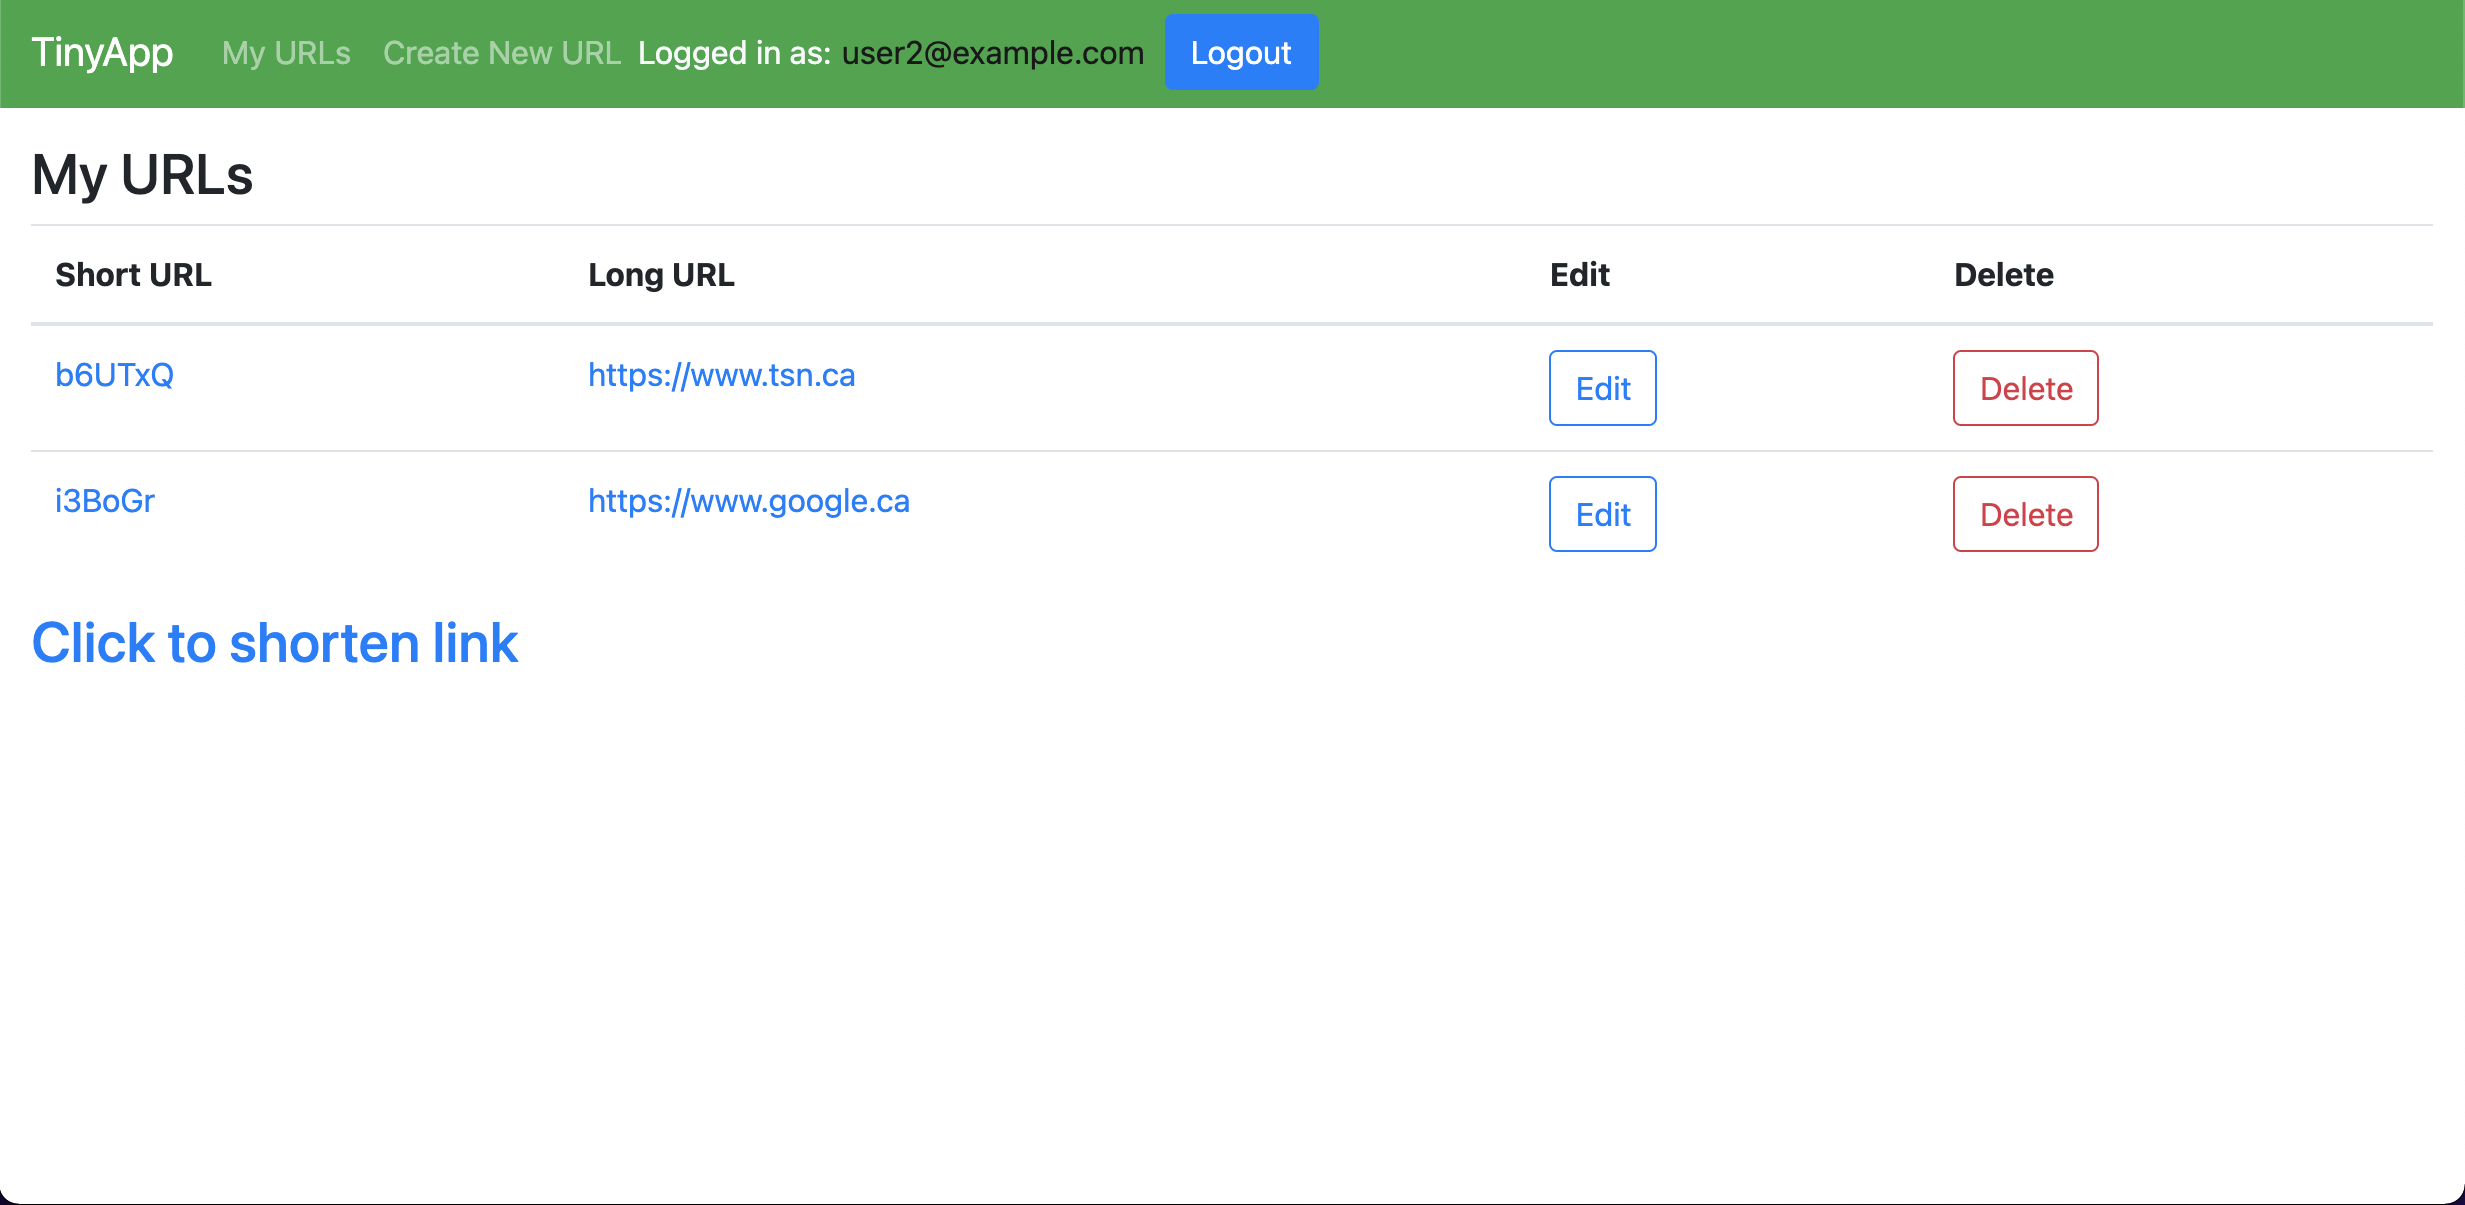 TinyApp My URLs Create New URL Logged in as: user2@example.com Logout
My URLs
Short URL Long URL Edit Delete
b6UTxQ https://www.tsn.ca Edit Delete
i3BoGr https://www.google.ca Edit Delete
Click to shorten link